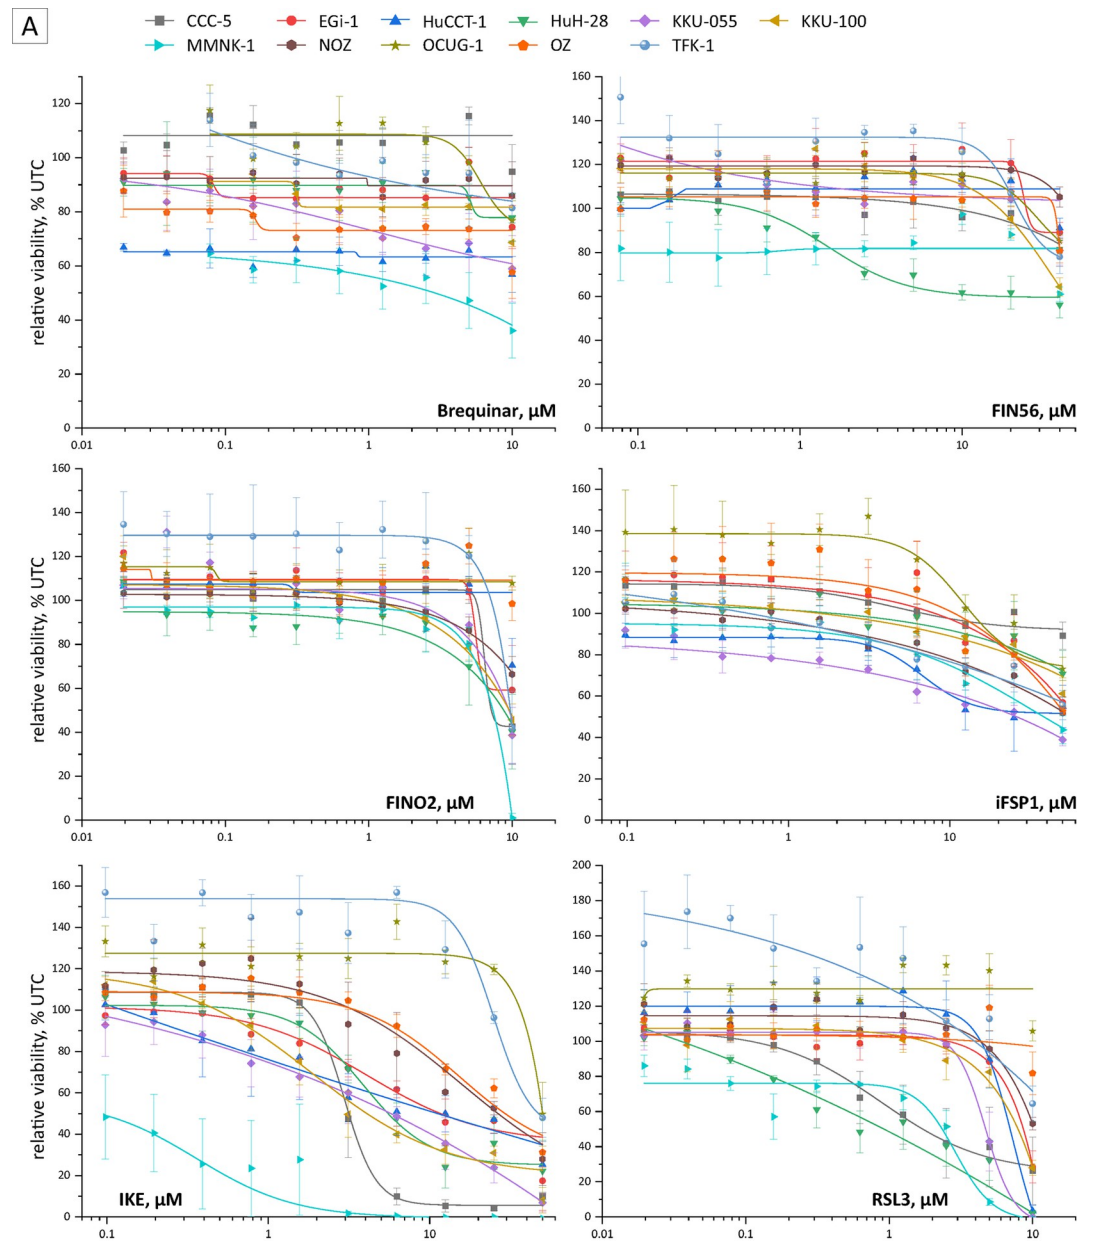 A
CCC-5 EGi-1 HuCCT-1 HuH-28 KKU-055 KKU-100
MMNK-1 NOZ OCUG-1 OZ TFK-1
relative viability, % UTC
0 20 40 60 80 100 120
0.01 0.1 1 10
Brequinar, µM
0 20 40 60 80 100 120 140 160
0.1 1 10
FIN56, µM
relative viability, % UTC
0 20 40 60 80 100 120 140 160
0.01 0.1 1 10
FINO2, µM
0 20 40 60 80 100 120 140 160
0.1 1 10
iFSP1, µM
relative viability, % UTC
0 20 40 60 80 100 120 140 160
0.1 1 10
IKE, µM
0 20 40 60 80 100 120 140 160 180 200
0.01 0.1 1 10
RSL3, µM